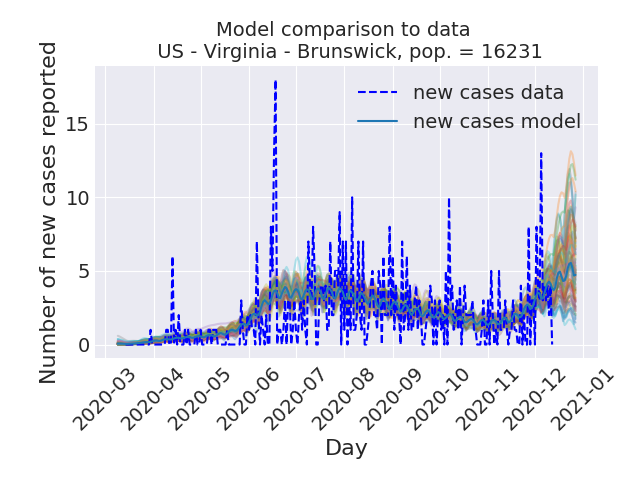 Model comparison to data
US - Virginia - Brunswick, pop. = 16231
Number of new cases reported
15
10
5
0
new cases data
new cases model
2020-03
2020-04
2020-05
2020-06
2020-07
2020-08
2020-09
2020-10
2020-11
2020-12
2021-01
Day